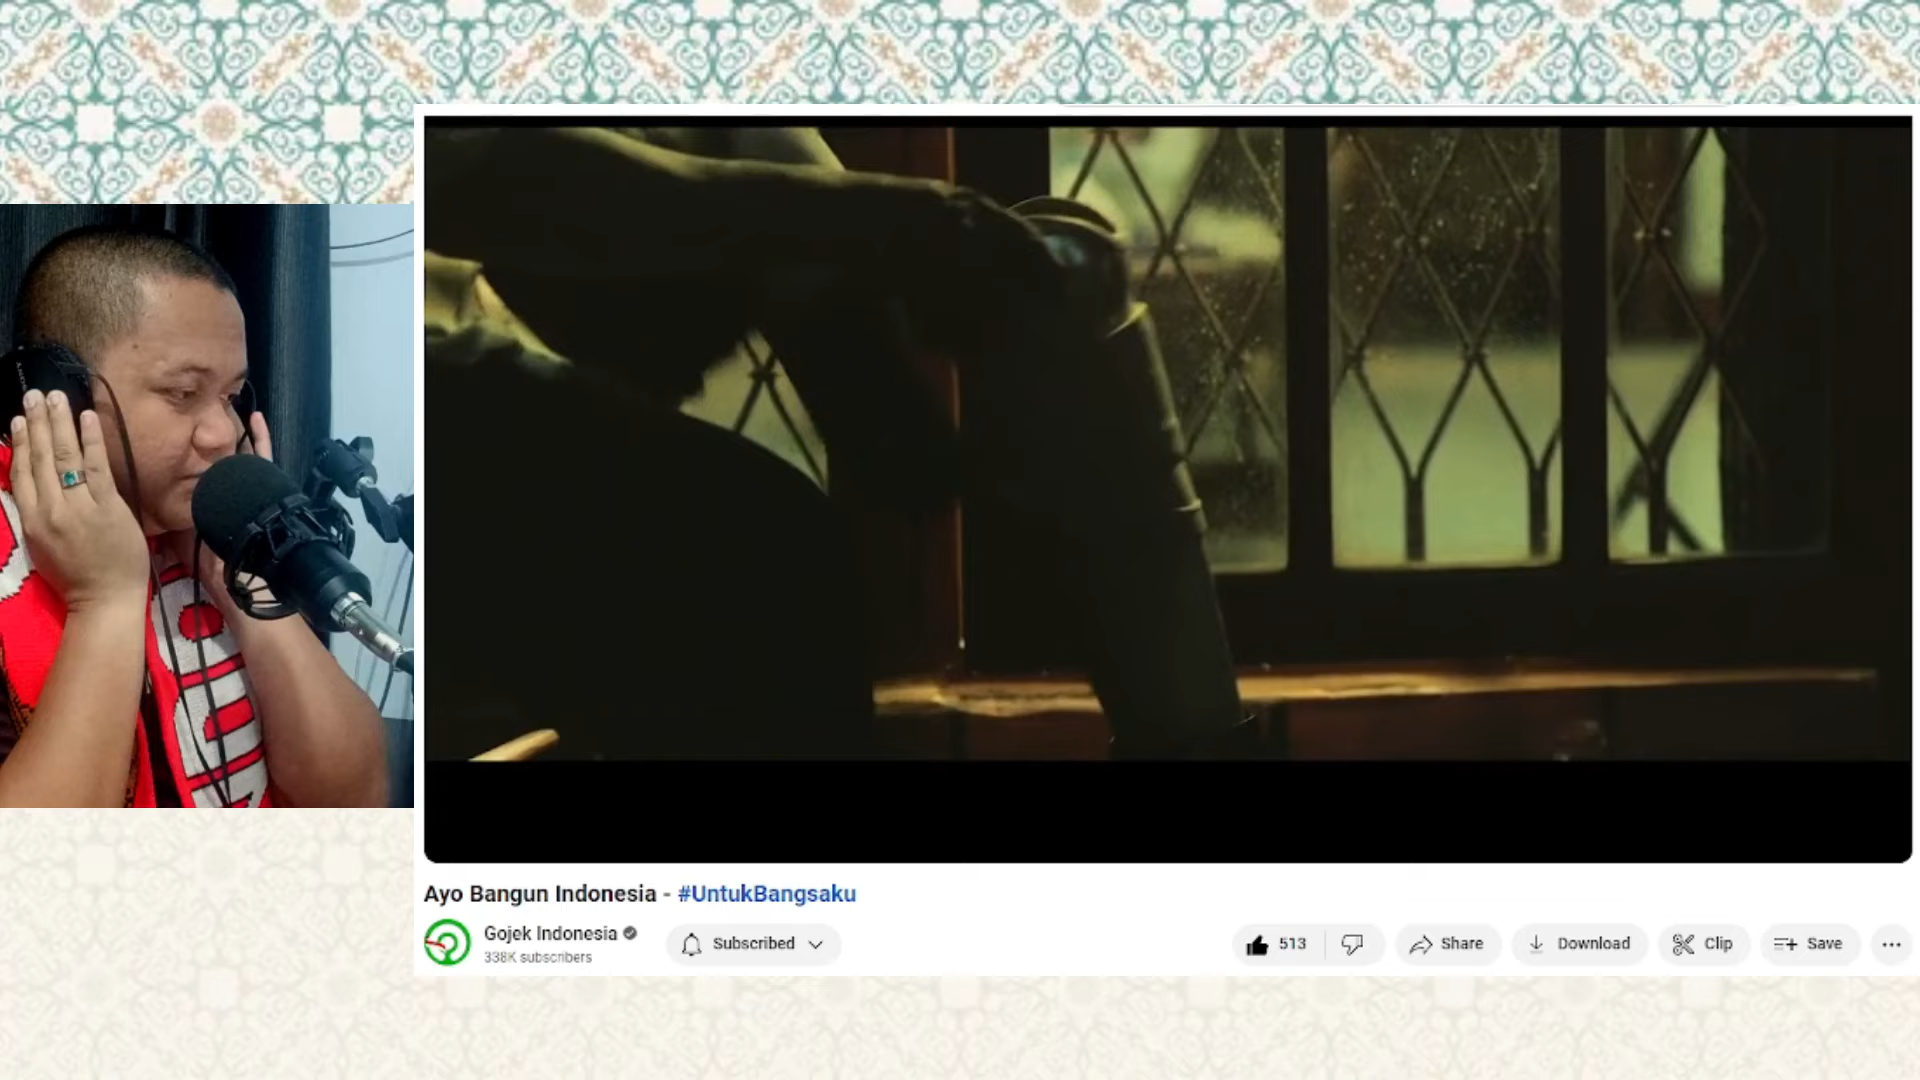 Ayo Bangun Indonesia - #UntukBangsaku
Gojek Indonesia
338K subscribers
Subscribed
513
Share
Download
Clip
Save